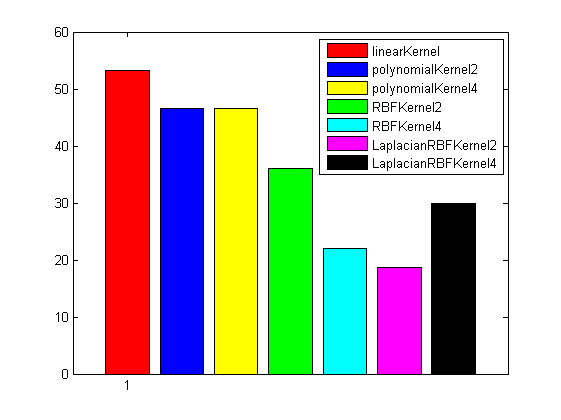 60
50
40
30
20
10
0
1
linearKernel
polynomialKernel2
polynomialKernel4
RBFKernel2
RBFKernel4
LaplacianRBFKernel2
LaplacianRBFKernel4